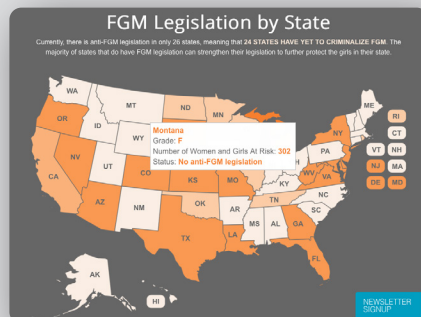 FGM Legislation by State
Currently, there is anti-FGM legislation in only 26 states, meaning that 24 STATES HAVE YET TO CRIMINALIZE FGM. The
majority of states that do have FGM legislation can strengthen their legislation to further protect the girls in their state.
WA
MT
ND
MN
ME
OR
ID
WY
RI
CT
VT
NH
NJ
MA
DE
MD
NY
PA
Montana
Grade: F
Number of Women and Girls At Risk: 302
Status: No anti-FGM legislation
NV
UT
CO
KS
MO
KY
WV
VA
CA
AZ
NM
OK
AR
TN
NC
SC
MS
AL
GA
TX
LA
FL
AK
HI
NEWSLETTER
SIGNUP